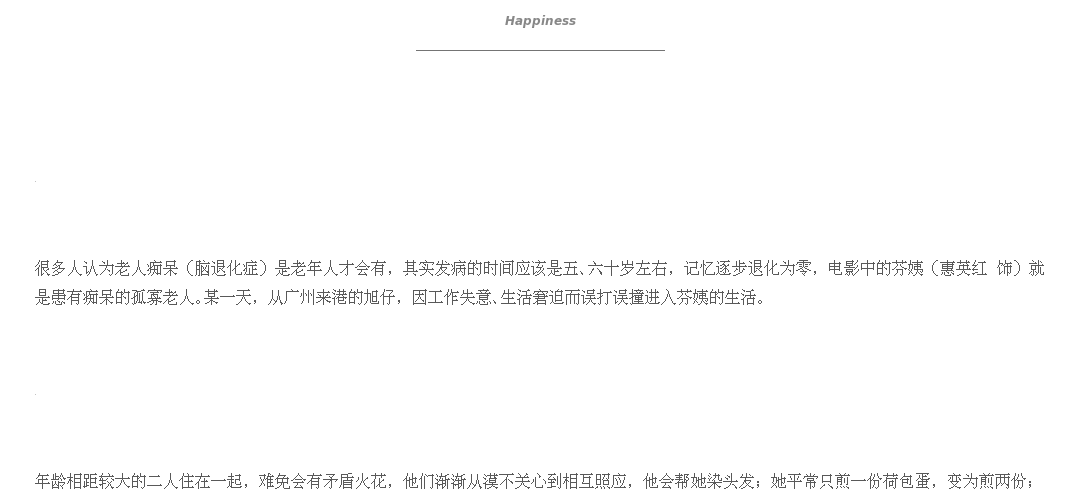 Happiness
很多人认为老人痴呆（脑退化症）是老年人才会有，其实发病的时间应该是五、六十岁左右，记忆逐步退化为零，电影中的芬姨（惠英红 饰）就
是患有痴呆的孤寡老人。某一天，从广州来港的旭仔，因工作失意、生活窘迫而误打误撞进入芬姨的生活。
年龄相距较大的二人住在一起，难免会有矛盾火花，他们渐渐从漠不关心到相互照应，他会帮她染头发；她平常只煎一份荷包蛋，变为煎两份；